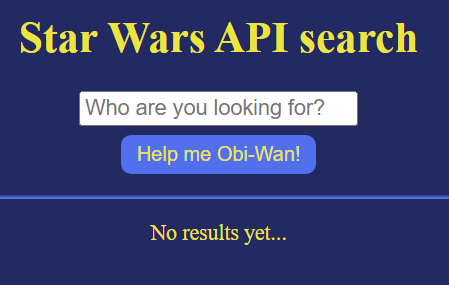 Star Wars API search
Who are you looking for?
Help me Obi-Wan!
No results yet...